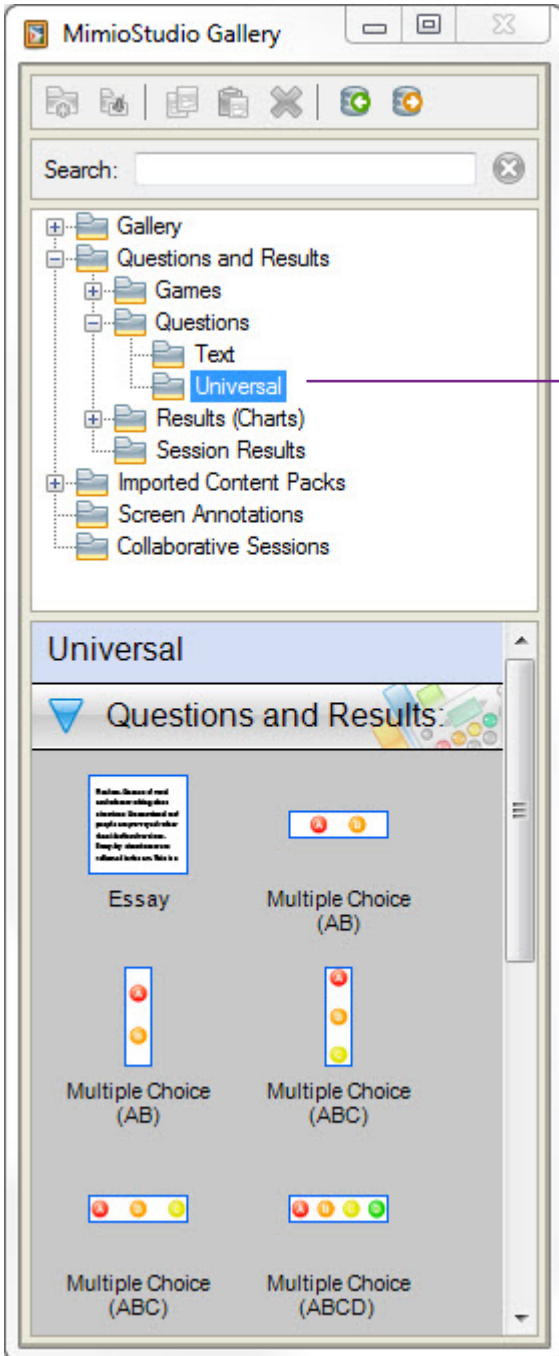 MimioStudio Gallery
Search:
Gallery
Questions and Results
Games
Questions
Text
Universal
Results (Charts)
Session Results
Imported Content Packs
Screen Annotations
Collaborative Sessions
Universal
Questions and Results:
Essay
Multiple Choice
(AB)
A B
Multiple Choice
(AB)
Multiple Choice
(ABC)
Multiple Choice
(ABC)
Multiple Choice
(ABCD)